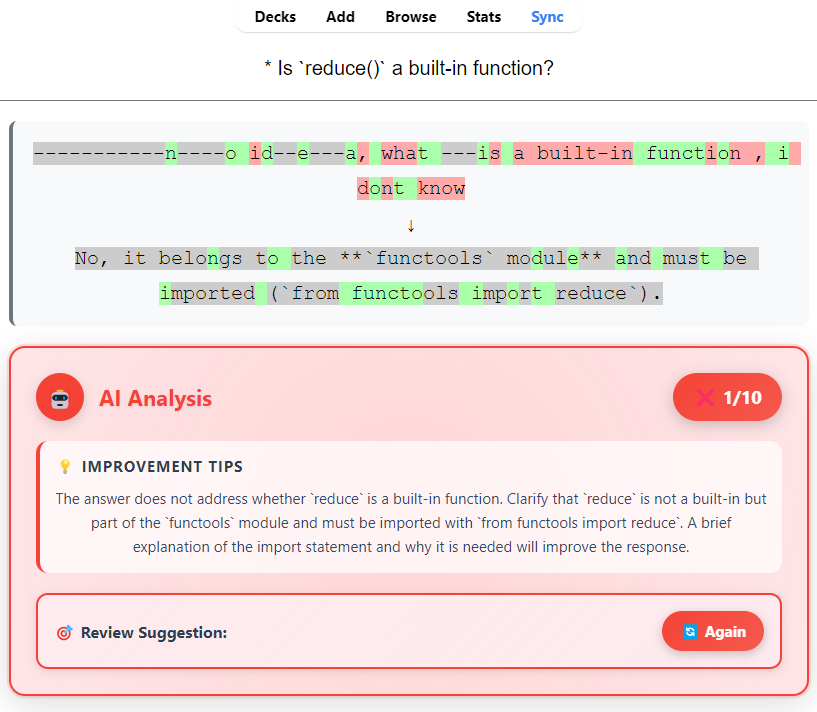 Decks Add Browse Stats Sync
* Is `reduce()` a built-in function?
-----------n----o id--e---a, what ---is a built-in function , i
dont know
↓
No, it belongs to the **`functools` module** and must be
imported (`from functools import reduce`).
AI Analysis
❌ 1/10
💡 IMPROVEMENT TIPS
The answer does not address whether `reduce` is a built-in function. Clarify that `reduce` is not a built-in but
part of the `functools` module and must be imported with `from functools import reduce`. A brief
explanation of the import statement and why it is needed will improve the response.
🎯 Review Suggestion:
🔄 Again